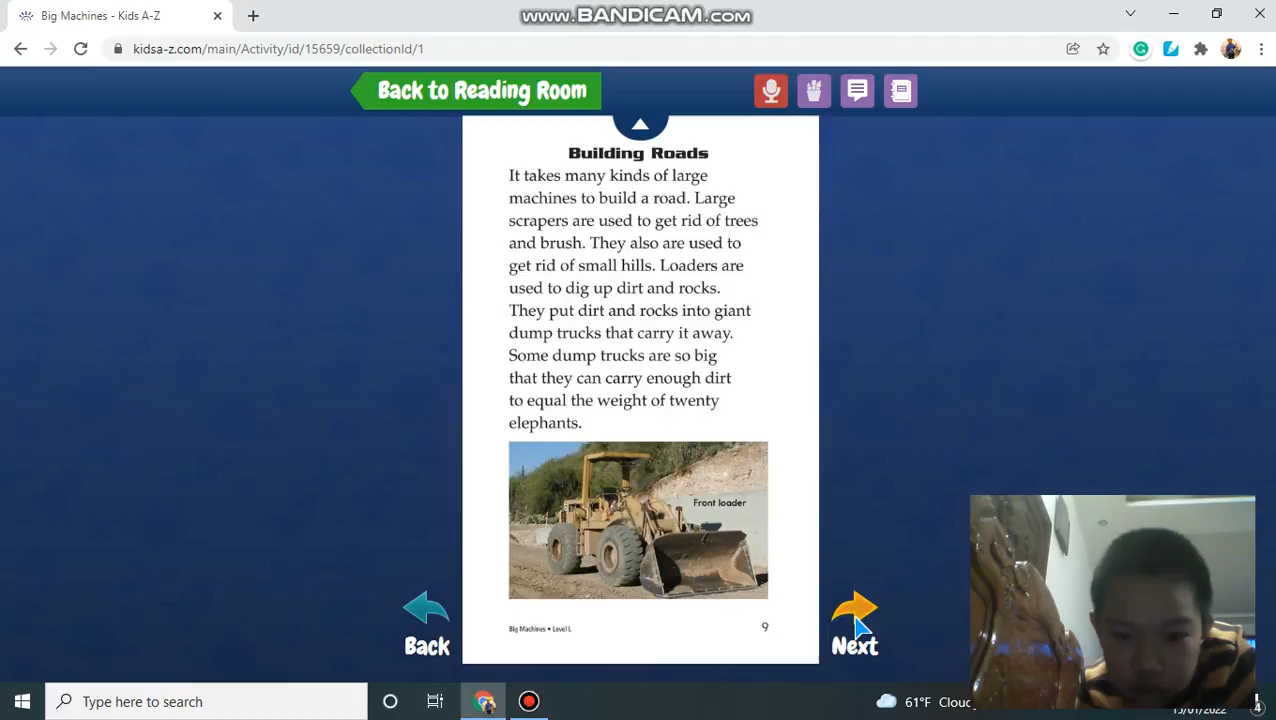 Big Machines - Kids A-Z
www.BANDICAM.com
kidsa-z.com/main/Activity/id/15659/collectionId/1
Back to Reading Room
Building Roads
It takes many kinds of large
machines to build a road. Large
scrapers are used to get rid of trees
and brush. They also are used to
get rid of small hills. Loaders are
used to dig up dirt and rocks.
They put dirt and rocks into giant
dump trucks that carry it away.
Some dump trucks are so big
that they can carry enough dirt
to equal the weight of twenty
elephants.
Front loader
Big Machines • Level L
9
Back
Next
Type here to search
61°F Cloudy
15/01/2022
4